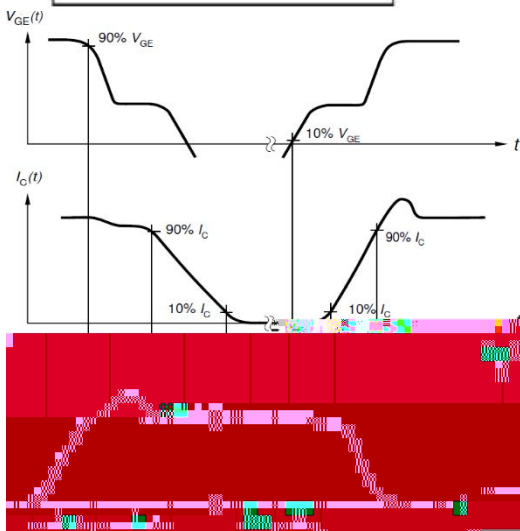 V_GE(t)
90% V_GE
10% V_GE
t
I_C(t)
90% I_C
90% I_C
10% I_C
10% I_C
t